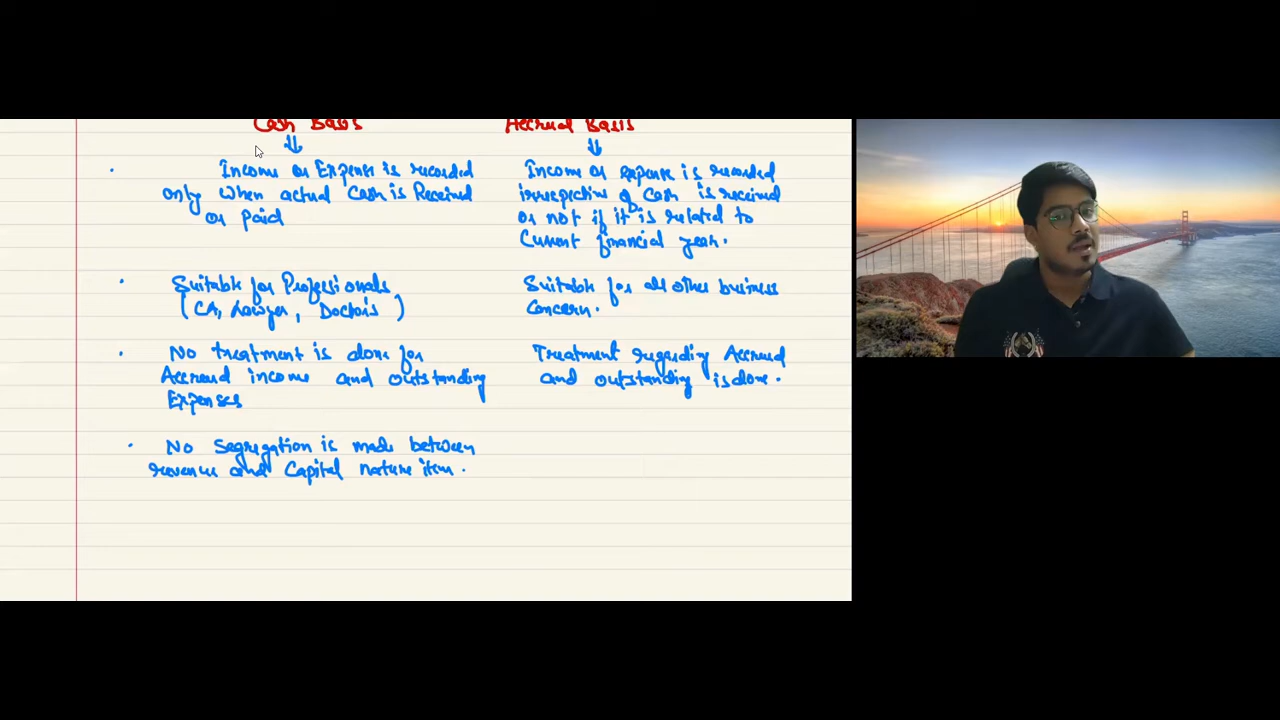 Cash Basis
Accrual Basis
Income or Expense is recorded
only when actual Cash is Received
or paid
Income or expense is recorded
irrespective of Cash is received
or not if it is related to
Current financial year.
Suitable for Professionals
(CA, Lawyer, Doctors)
Suitable for all other business
Concern.
No treatment is done for
Accrued income and outstanding
Expenses
Treatment regarding Accrued
and outstanding is done.
No Segregation is made between
revenue and Capital nature item.